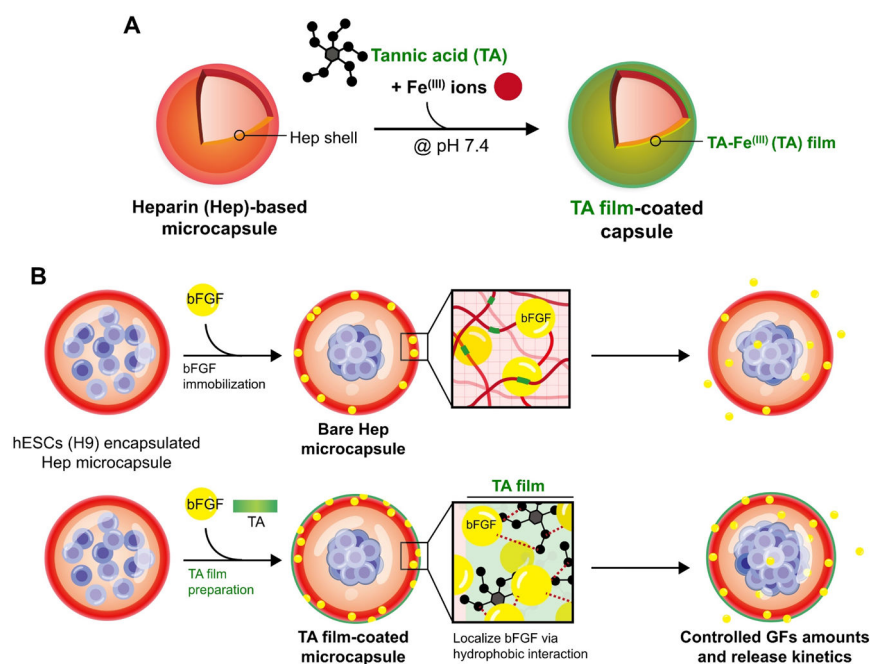 A
Tannic acid (TA)
+ Fe(III) ions
@ pH 7.4
Hep shell
Heparin (Hep)-based
microcapsule
TA-Fe(III) (TA) film
TA film-coated
capsule
B
bFGF
bFGF
immobilization
bFGF
Bare Hep
microcapsule
hESCs (H9) encapsulated
Hep microcapsule
bFGF
TA
TA film
preparation
TA film
bFGF
TA film-coated
microcapsule
Localize bFGF via
hydrophobic interaction
Controlled GFs amounts
and release kinetics